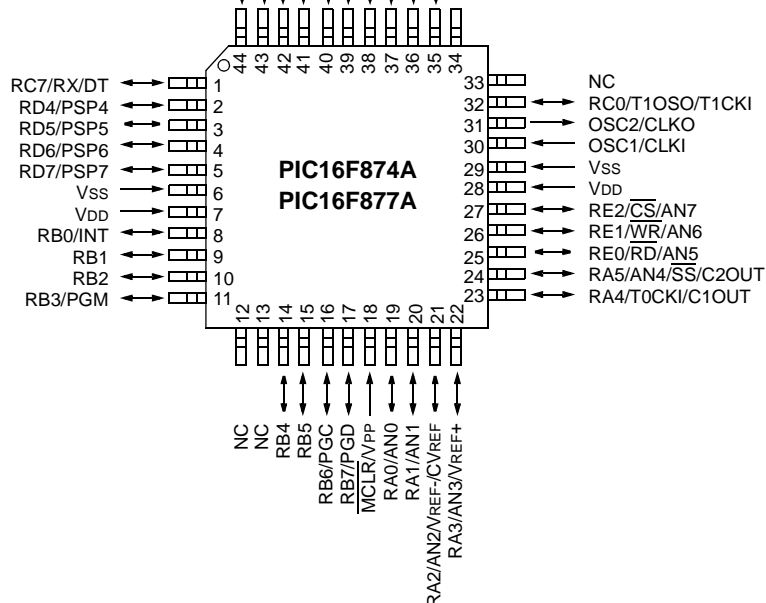 44
43
42
41
40
39
38
37
36
35
34
RC7/RX/DT 1
RD4/PSP4 2
RD5/PSP5 3
RD6/PSP6 4
RD7/PSP7 5
VSS 6
VDD 7
RB0/INT 8
RB1 9
RB2 10
RB3/PGM 11
PIC16F874A
PIC16F877A
33 NC
32 RC0/T1OSO/T1CKI
31 OSC2/CLKO
30 OSC1/CLKI
29 VSS
28 VDD
27 RE2/CS/AN7
26 RE1/WR/AN6
25 RE0/RD/AN5
24 RA5/AN4/SS/C2OUT
23 RA4/T0CKI/C1OUT
12 NC
13 NC
14 RB4
15 RB5
16 RB6/PGC
17 RB7/PGD
18 MCLR/VPP
19 RA0/AN0
20 RA1/AN1
21 RA2/AN2/VREF-/CVREF
22 RA3/AN3/VREF+